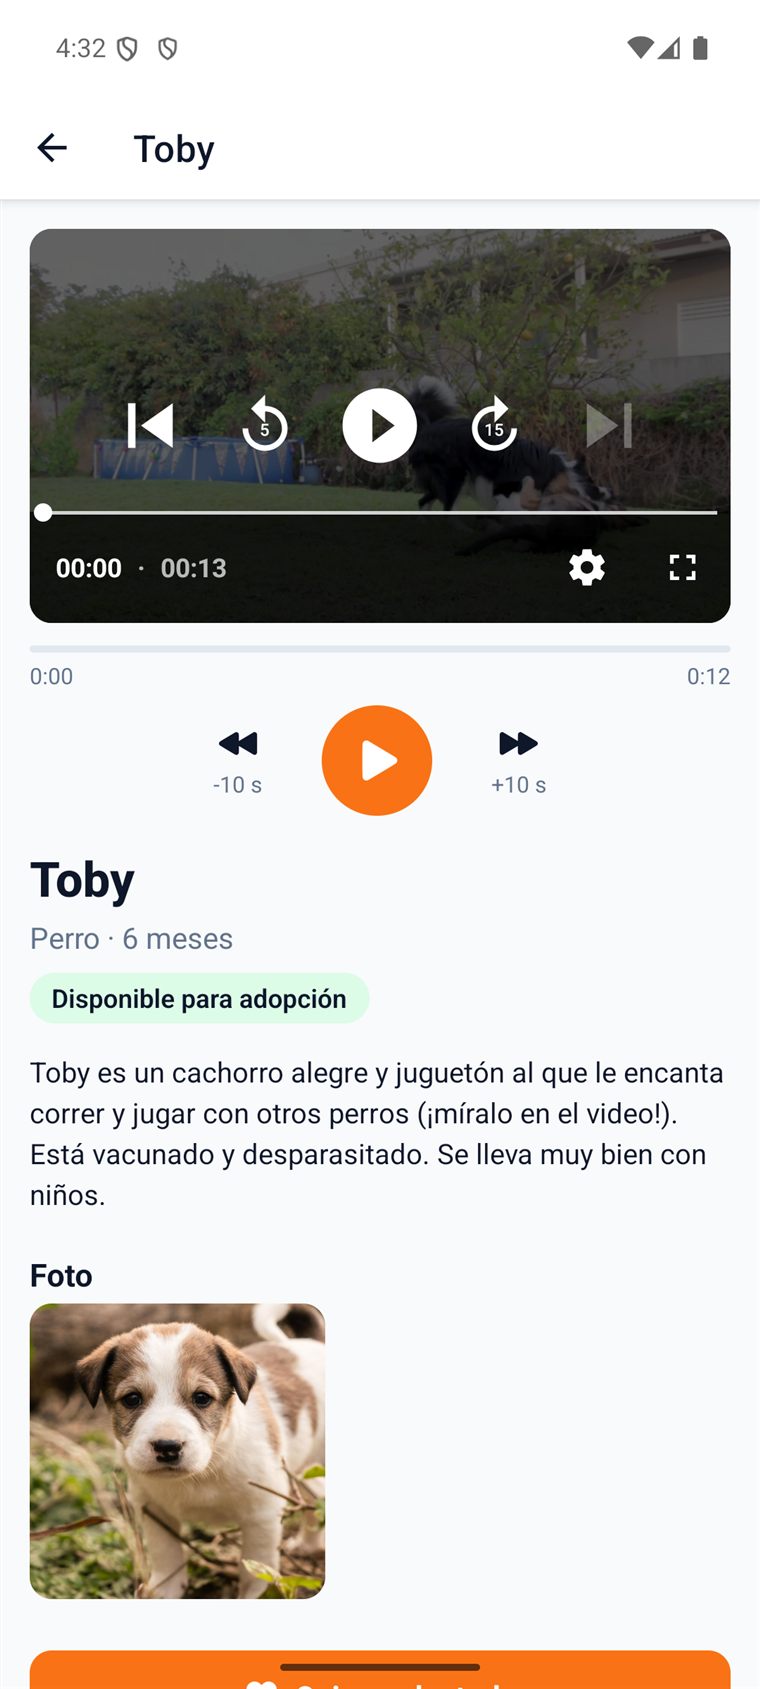 4:32
Toby
5
15
00:00 · 00:13
0:00
0:12
-10 s
+10 s
Toby
Perro · 6 meses
Disponible para adopción
Toby es un cachorro alegre y juguetón al que le encanta
correr y jugar con otros perros (¡míralo en el video!).
Está vacunado y desparasitado. Se lleva muy bien con
niños.
Foto